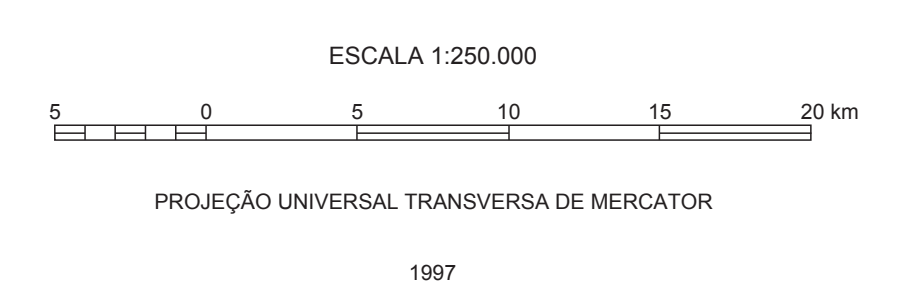 ESCALA 1:250.000
5 0 5 10 15 20 km
PROJEÇÃO UNIVERSAL TRANSVERSA DE MERCATOR
1997